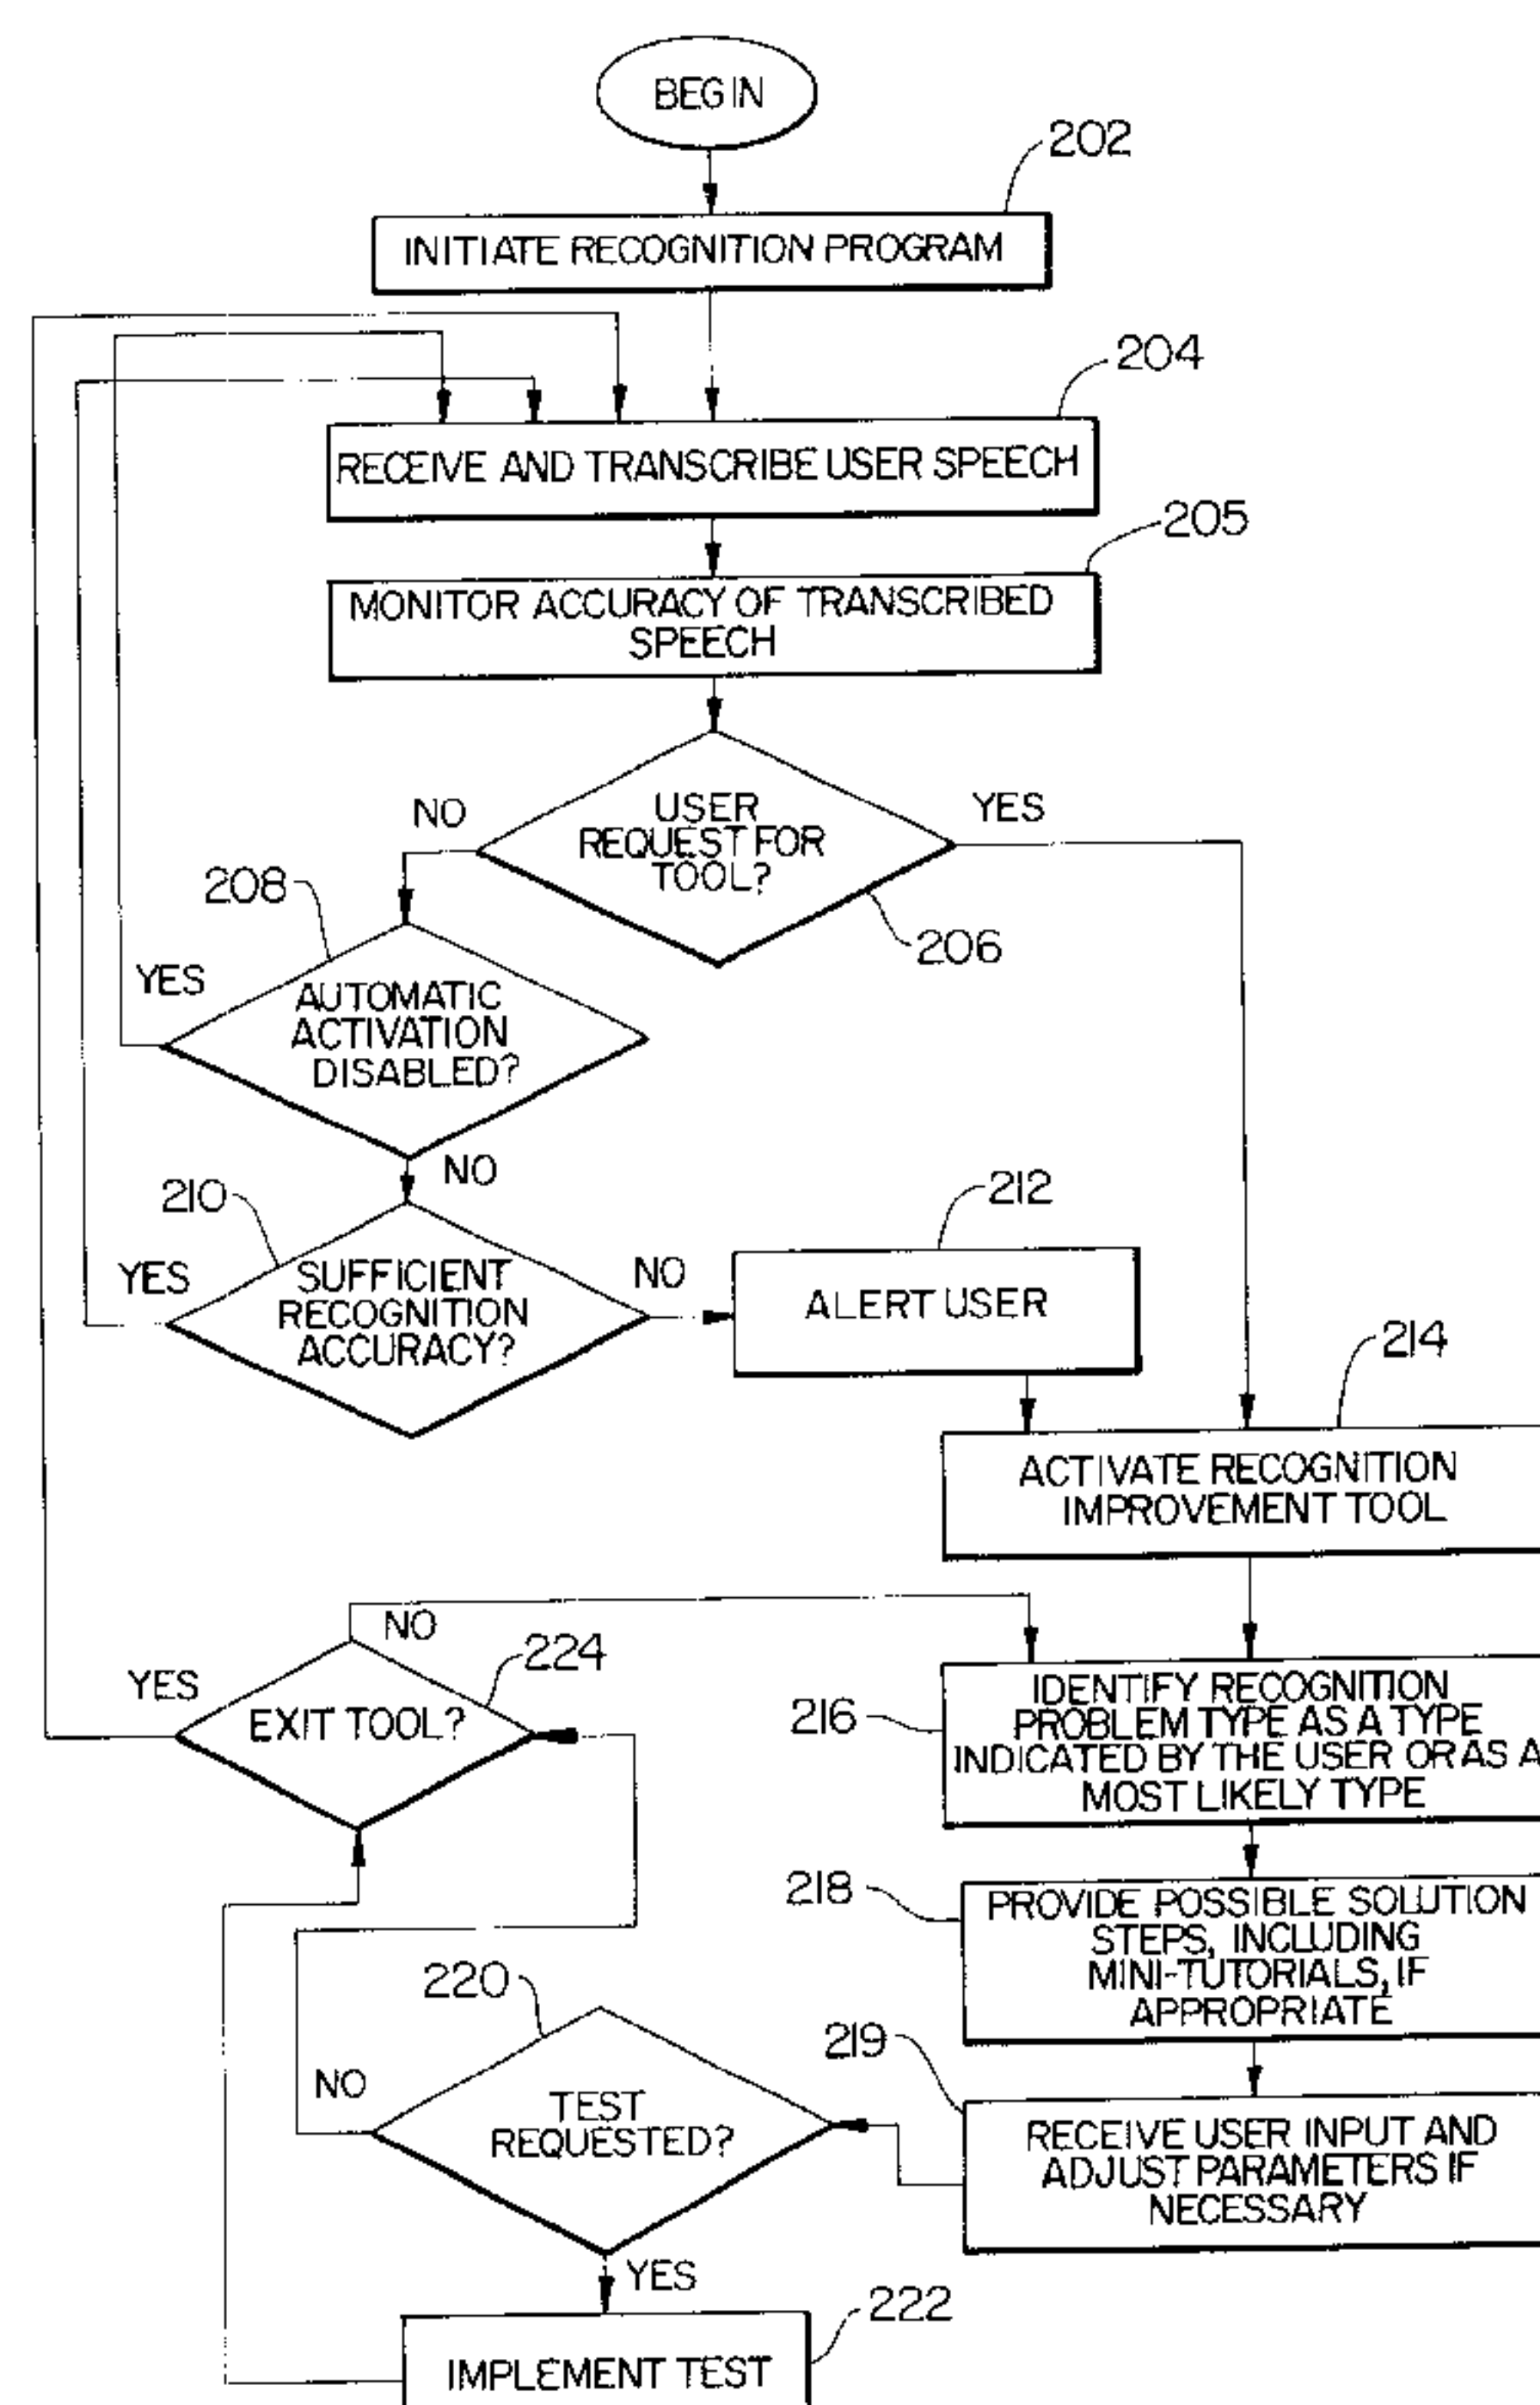 BEGIN
202
INITIATE RECOGNITION PROGRAM
204
RECEIVE AND TRANSCRIBE USER SPEECH
205
MONITOR ACCURACY OF TRANSCRIBED
SPEECH
NO
USER
REQUEST FOR
TOOL?
YES
206
208
YES
AUTOMATIC
ACTIVATION
DISABLED?
NO
210
YES
SUFFICIENT
RECOGNITION
ACCURACY?
NO
212
ALERT USER
214
ACTIVATE RECOGNITION
IMPROVEMENT TOOL
NO
224
YES
EXIT TOOL?
216
IDENTIFY RECOGNITION
PROBLEM TYPE AS A TYPE
INDICATED BY THE USER OR AS A
MOST LIKELY TYPE
218
PROVIDE POSSIBLE SOLUTION
STEPS, INCLUDING
MINI-TUTORIALS, IF
APPROPRIATE
220
219
NO
TEST
REQUESTED?
RECEIVE USER INPUT AND
ADJUST PARAMETERS IF
NECESSARY
YES
222
IMPLEMENT TEST